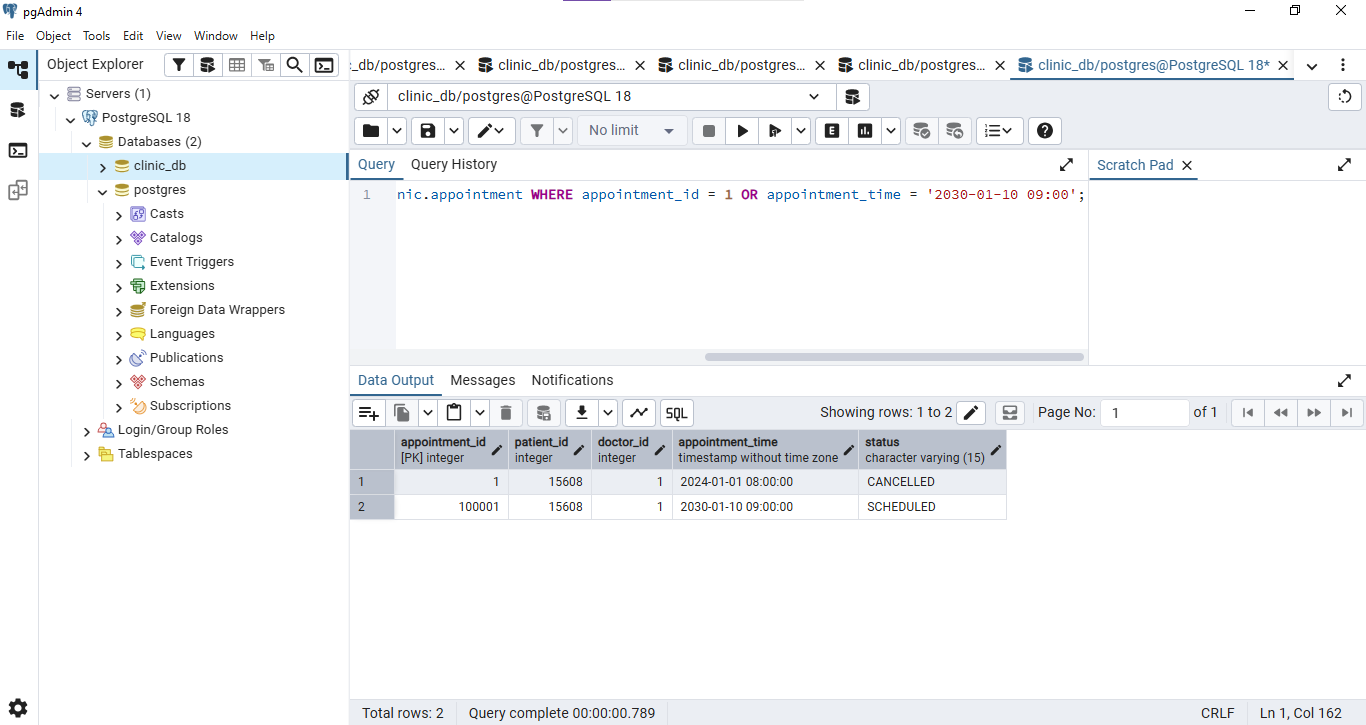 pgAdmin 4
File Object Tools Edit View Window Help
Object Explorer
Servers (1)
PostgreSQL 18
Databases (2)
clinic_db
postgres
Casts
Catalogs
Event Triggers
Extensions
Foreign Data Wrappers
Languages
Publications
Schemas
Subscriptions
Login/Group Roles
Tablespaces
_db/postgres... clinic_db/postgres... clinic_db/postgres... clinic_db/postgres... clinic_db/postgres@PostgreSQL 18*
clinic_db/postgres@PostgreSQL 18
No limit E
Query Query History
Scratch Pad
1 nic.appointment WHERE appointment_id = 1 OR appointment_time = '2030-01-10 09:00';
Data Output Messages Notifications
SQL Showing rows: 1 to 2 Page No: 1 of 1
appointment_id patient_id doctor_id appointment_time status
[PK] integer integer integer timestamp without time zone character varying (15)
1 1 15608 1 2024-01-01 08:00:00 CANCELLED
2 100001 15608 1 2030-01-10 09:00:00 SCHEDULED
Total rows: 2 Query complete 00:00:00.789 CRLF Ln 1, Col 162